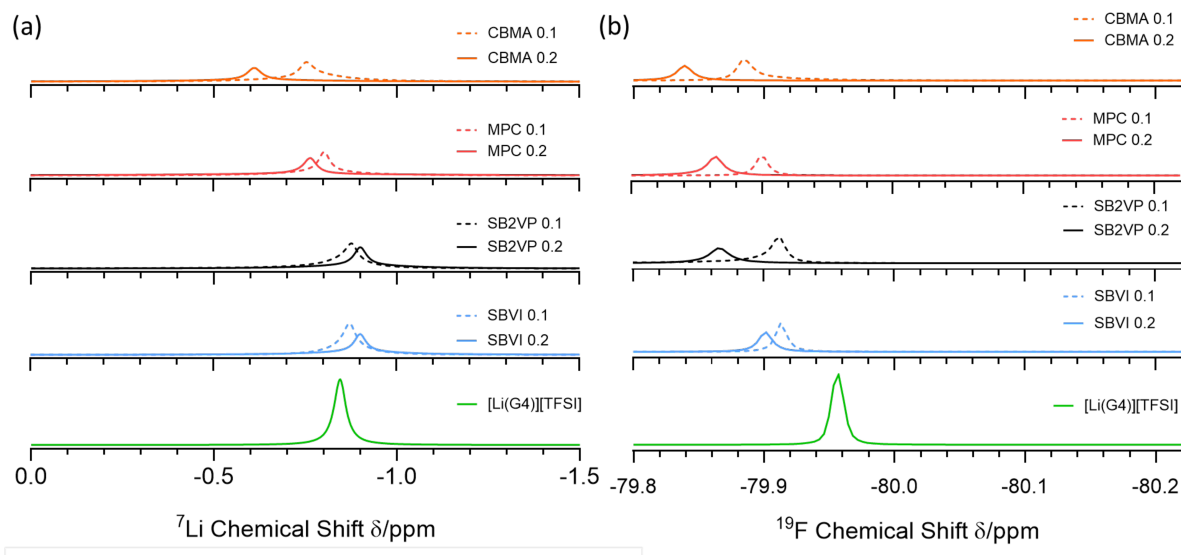 (a)
CBMA 0.1
CBMA 0.2
MPC 0.1
MPC 0.2
SB2VP 0.1
SB2VP 0.2
SBVI 0.1
SBVI 0.2
[Li(G4)][TFSI]
0.0 -0.5 -1.0 -1.5
⁷Li Chemical Shift δ/ppm
(b)
CBMA 0.1
CBMA 0.2
MPC 0.1
MPC 0.2
SB2VP 0.1
SB2VP 0.2
SBVI 0.1
SBVI 0.2
[Li(G4)][TFSI]
-79.8 -79.9 -80.0 -80.1 -80.2
¹⁹F Chemical Shift δ/ppm